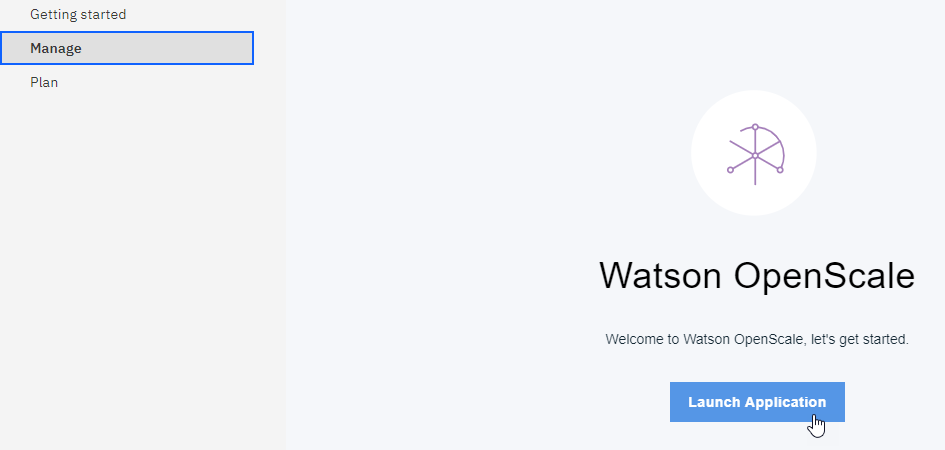 Getting started
Manage
Plan
Watson OpenScale
Welcome to Watson OpenScale, let's get started.
Launch Application